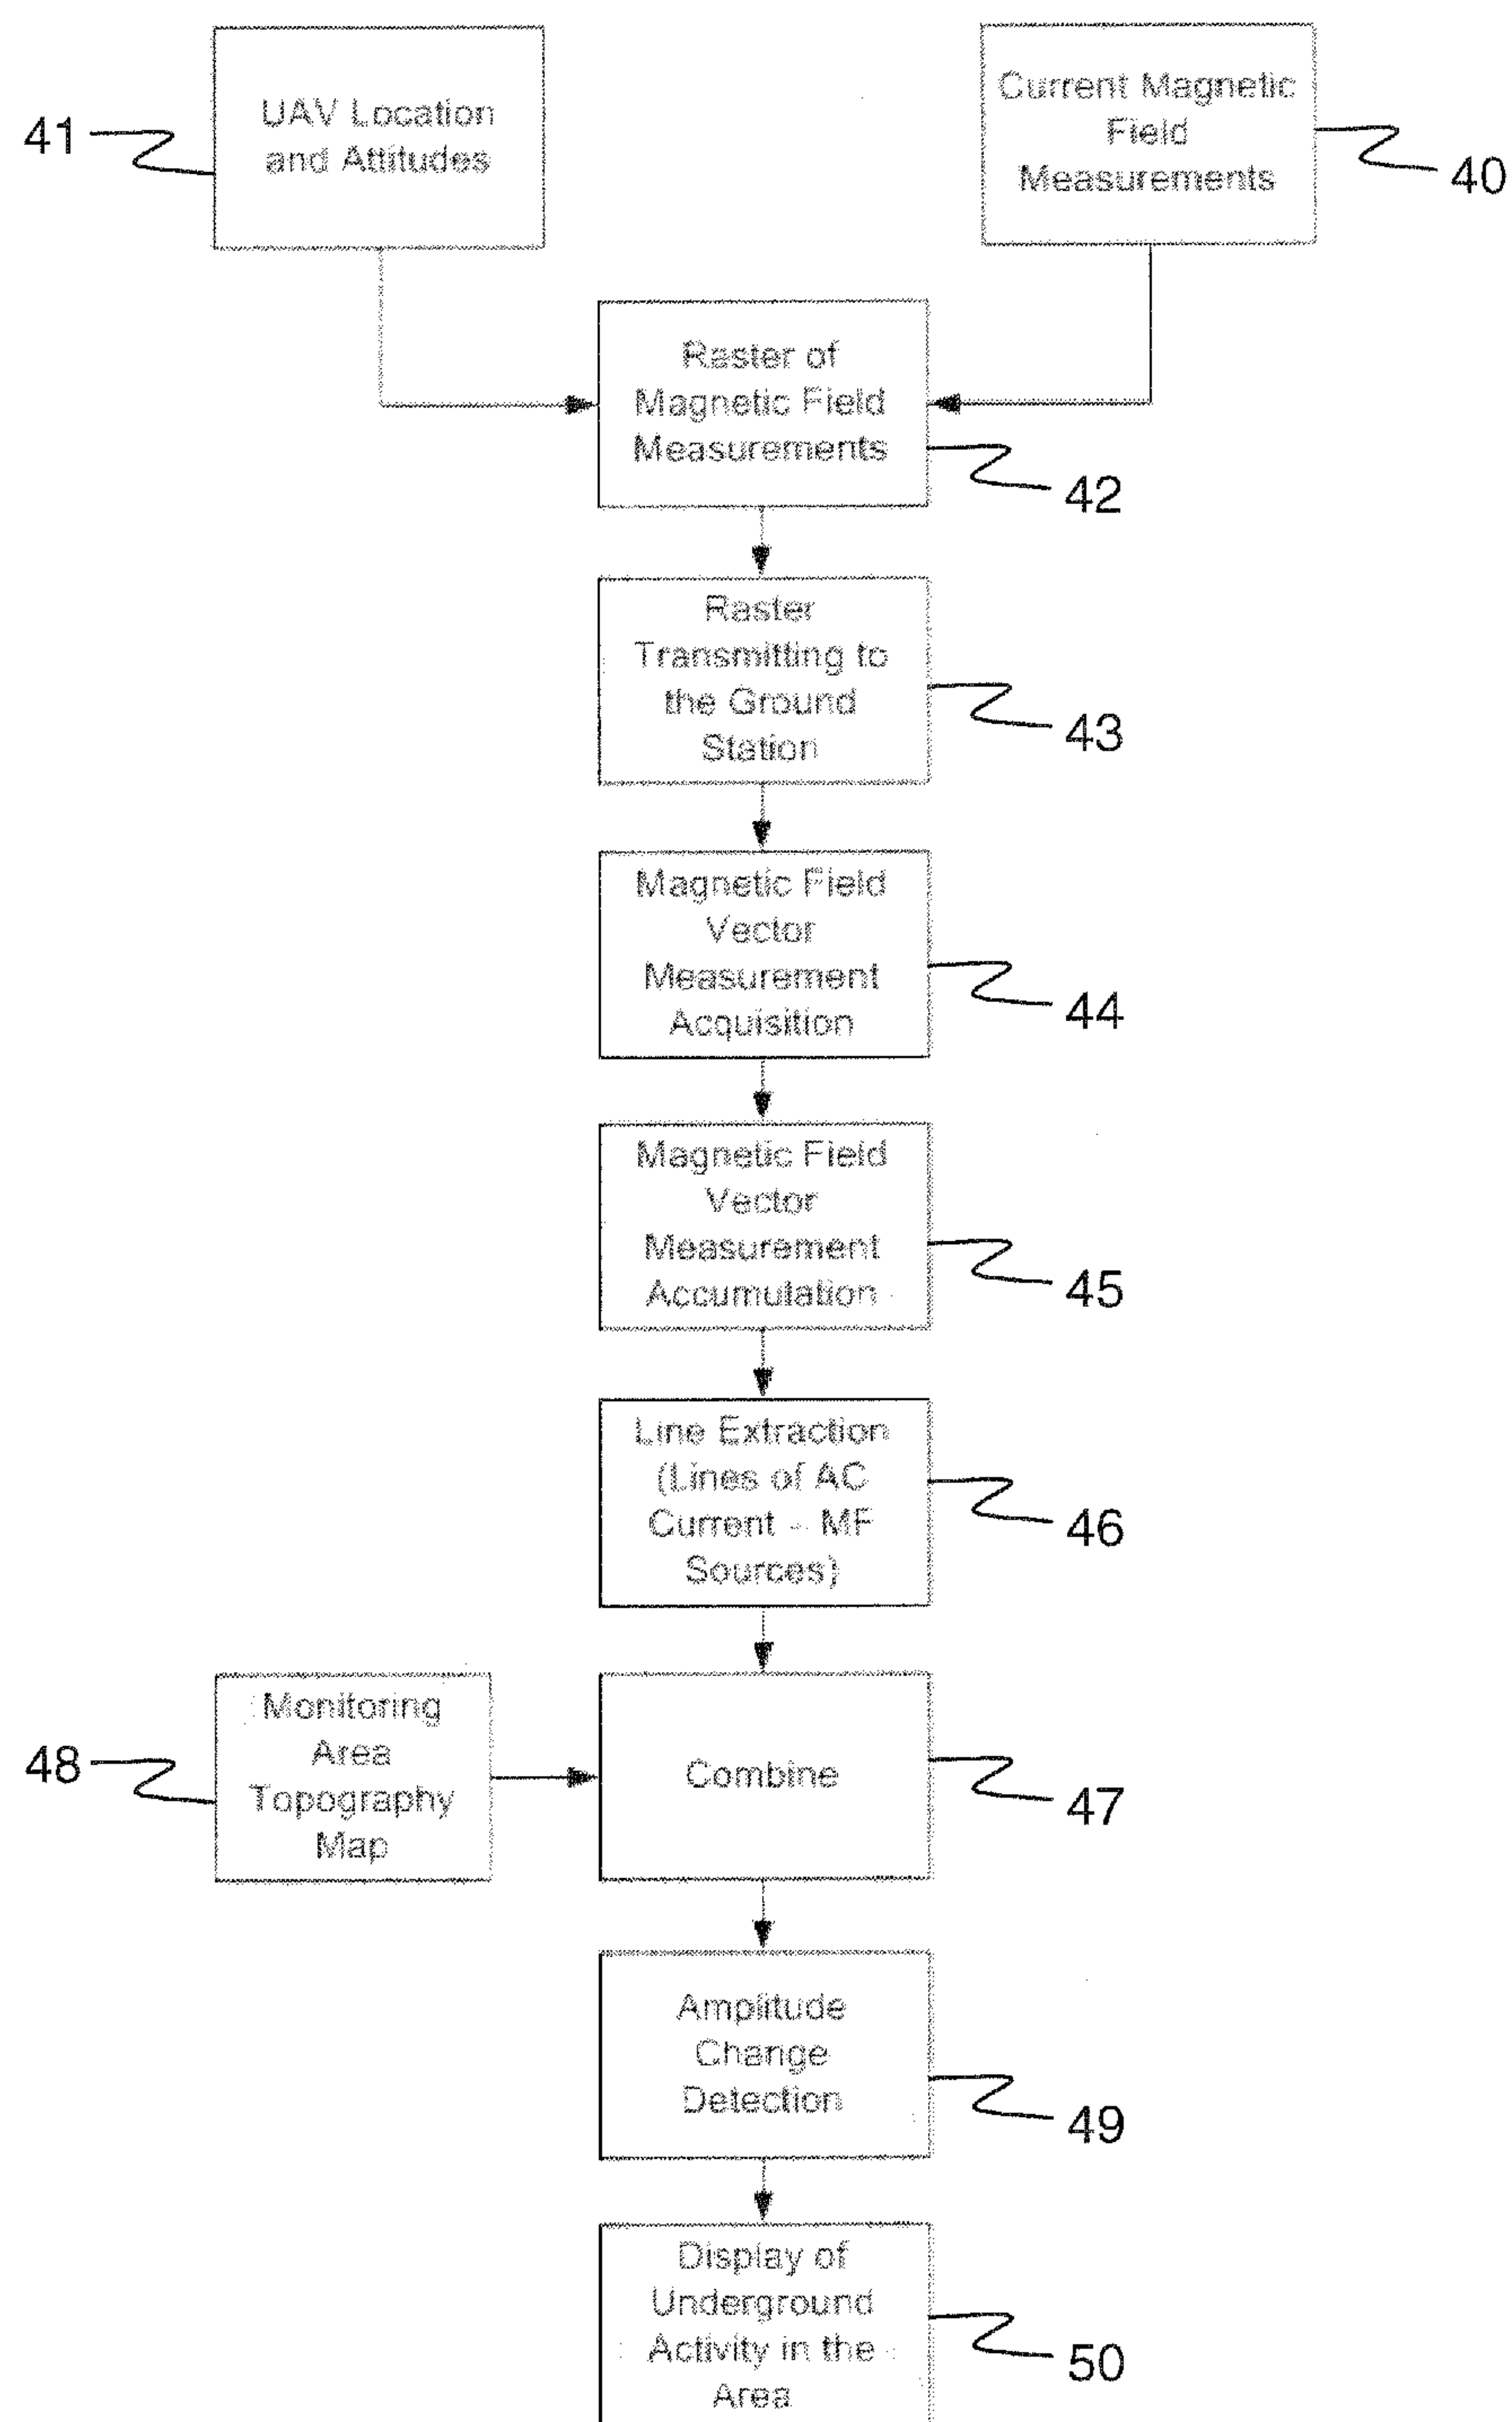 41
UAV Location
and Attitudes
Current Magnetic
Field
Measurements
40
Raster of
Magnetic Field
Measurements
42
Raster
Transmitting to
the Ground
Station
43
Magnetic Field
Vector
Measurement
Acquisition
44
Magnetic Field
Vector
Measurement
Accumulation
45
Line Extraction
(Lines of AC
Current - MF
Sources)
46
48
Monitoring
Area
Topography
Map
Combine
47
Amplitude
Change
Detection
49
Display of
Underground
Activity in the
Area
50